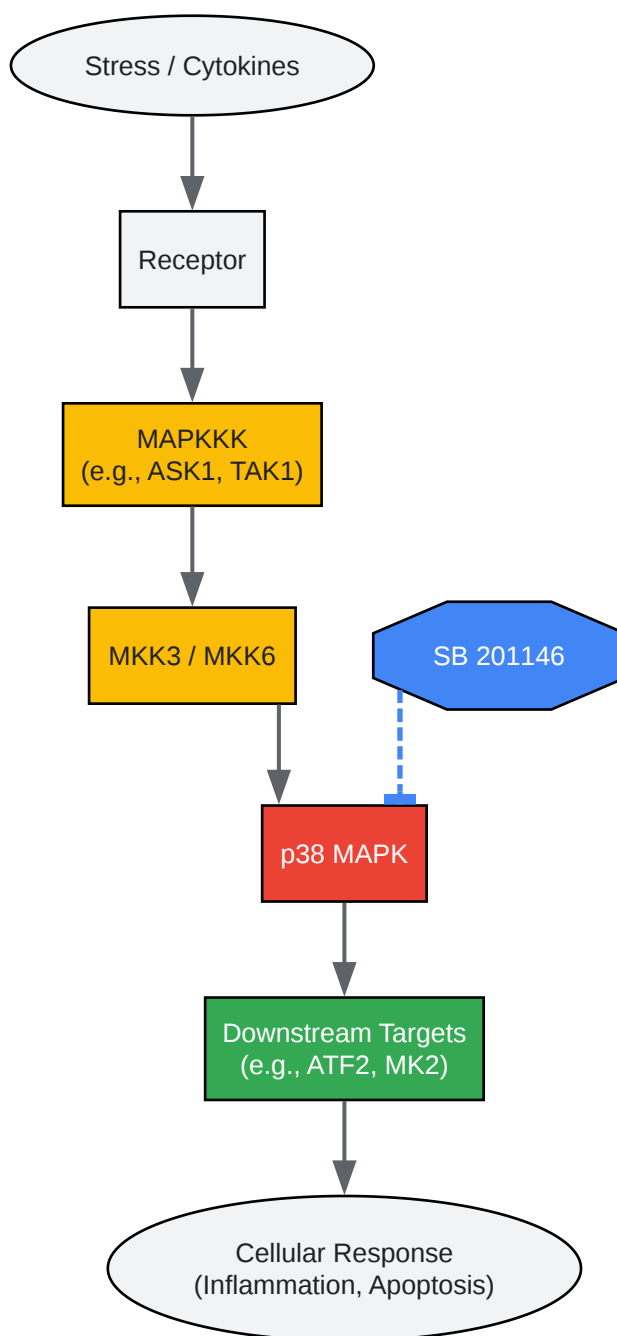 Stress / Cytokines
Receptor
MAPKKK
(e.g., ASK1, TAK1)
MKK3 / MKK6
SB 201146
p38 MAPK
Downstream Targets
(e.g., ATF2, MK2)
Cellular Response
(Inflammation, Apoptosis)